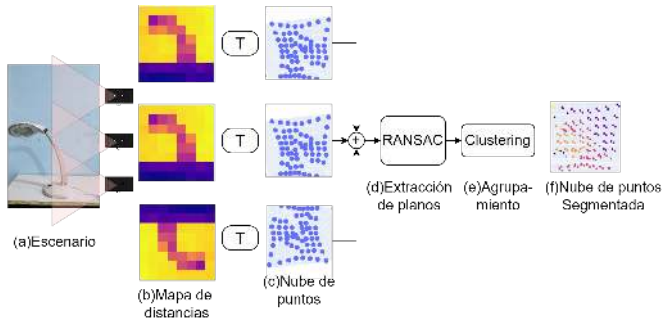 T
T
RANSAC
Clustering
(d)Extracción
de planos
(e)Agrupa-
miento
(f)Nube de puntos
Segmentada
(a)Escenario
T
(b)Mapa de
distancias
(c)Nube de
puntos